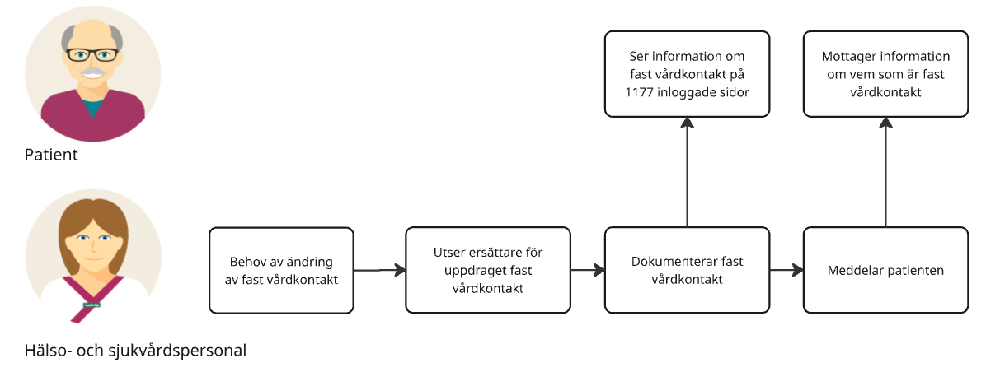 Patient
Ser information om
fast vårdkontakt på
1177 inloggade sidor
Mottager information
om vem som är fast
vårdkontakt
Hälso- och sjukvårdspersonal
Behov av ändring
av fast vårdkontakt
Utser ersättare för
uppdraget fast
vårdkontakt
Dokumenterar fast
vårdkontakt
Meddelar patienten